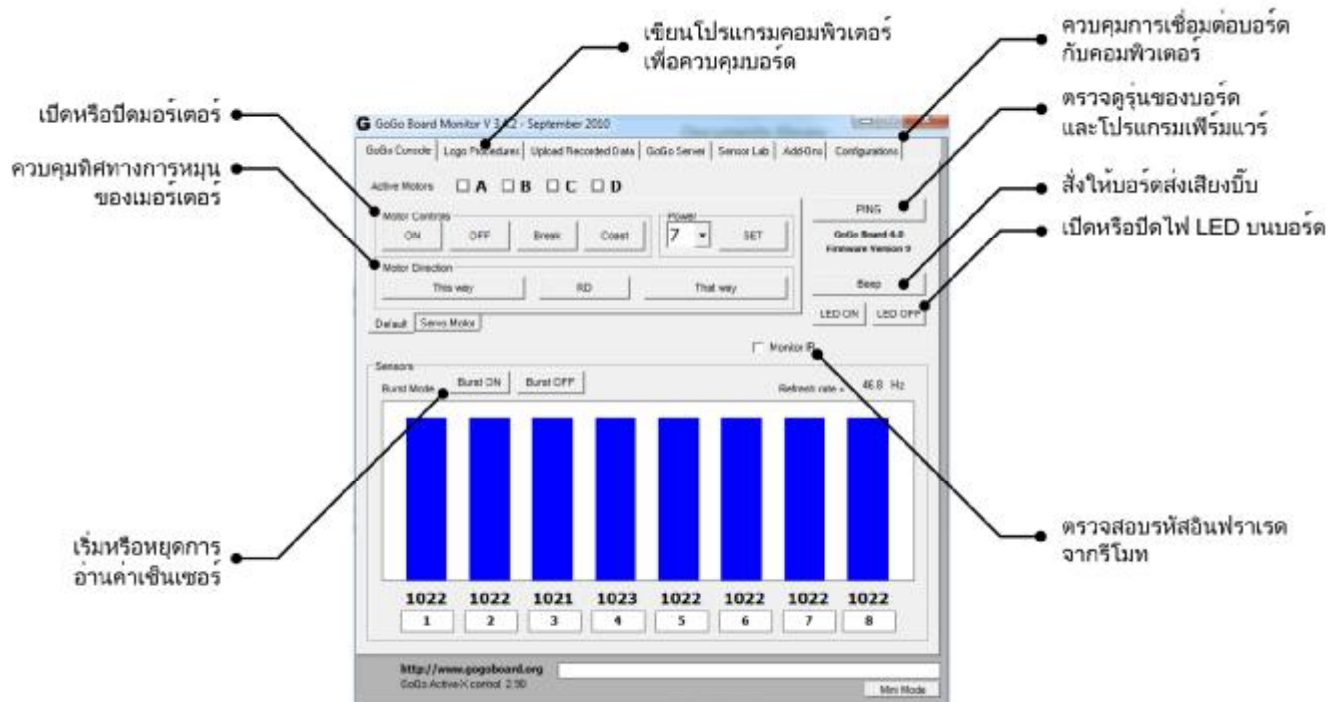 เขียนโปรแกรมคอมพิวเตอร์
เพื่อควบคุมบอร์ด
ควบคุมการเชื่อมต่อบอร์ด
กับคอมพิวเตอร์
เปิดหรือปิดมอร์เตอร์
ตรวจดูรุ่นของบอร์ด
และโปรแกรมเฟิร์มแวร์
ควบคุมทิศทางการหมุน
ของเมอร์เตอร์
สั่งให้บอร์ดส่งเสียงบี๊บ
เปิดหรือปิดไฟ LED บนบอร์ด
GoGo Board Monitor V 3.6.2 - September 2010
GoGo Console Logo Procedures Upload Recorded Data GoGo Server Sensor Lab Add-Ons Configurations
Active Motors A B C D
Motor Controls
ON OFF Break Coast
Power
7 SET
PING
GoGo Board 4.0
Firmware Version 9
Motor Direction
This way RD That way
Beep
LED ON LED OFF
Default Servo Motor
Monitor IR
Sensors
Burst Mode Burst ON Burst OFF
Refresh rate = 46.8 Hz
เริ่มหรือหยุดการ
อ่านค่าเซ็นเซอร์
ตรวจสอบรหัสอินฟราเรด
จากรีโมท
1022 1022 1021 1023 1022 1022 1022 1022
1 2 3 4 5 6 7 8
http://www.gogoboard.org
GoGo Active-X control 2.90
Mini Mode